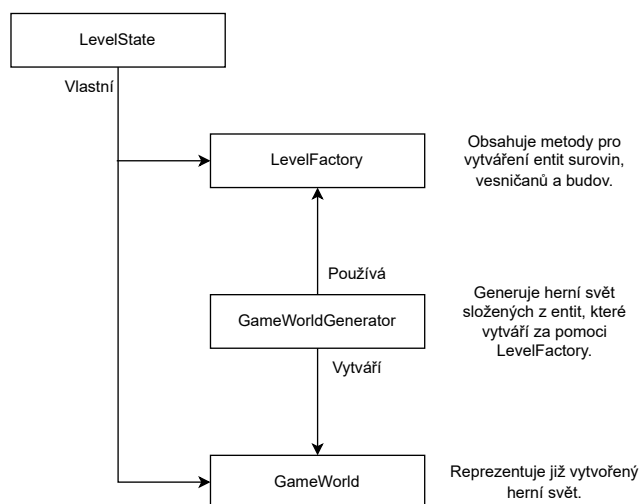 LevelState
Vlastní
LevelFactory
Obsahuje metody pro
vytváření entit surovin,
vesničanů a budov.
Používá
GameWorldGenerator
Generuje herní svět
složených z entit, které
vytváří za pomoci
LevelFactory.
Vytváří
GameWorld
Reprezentuje již vytvořený
herní svět.